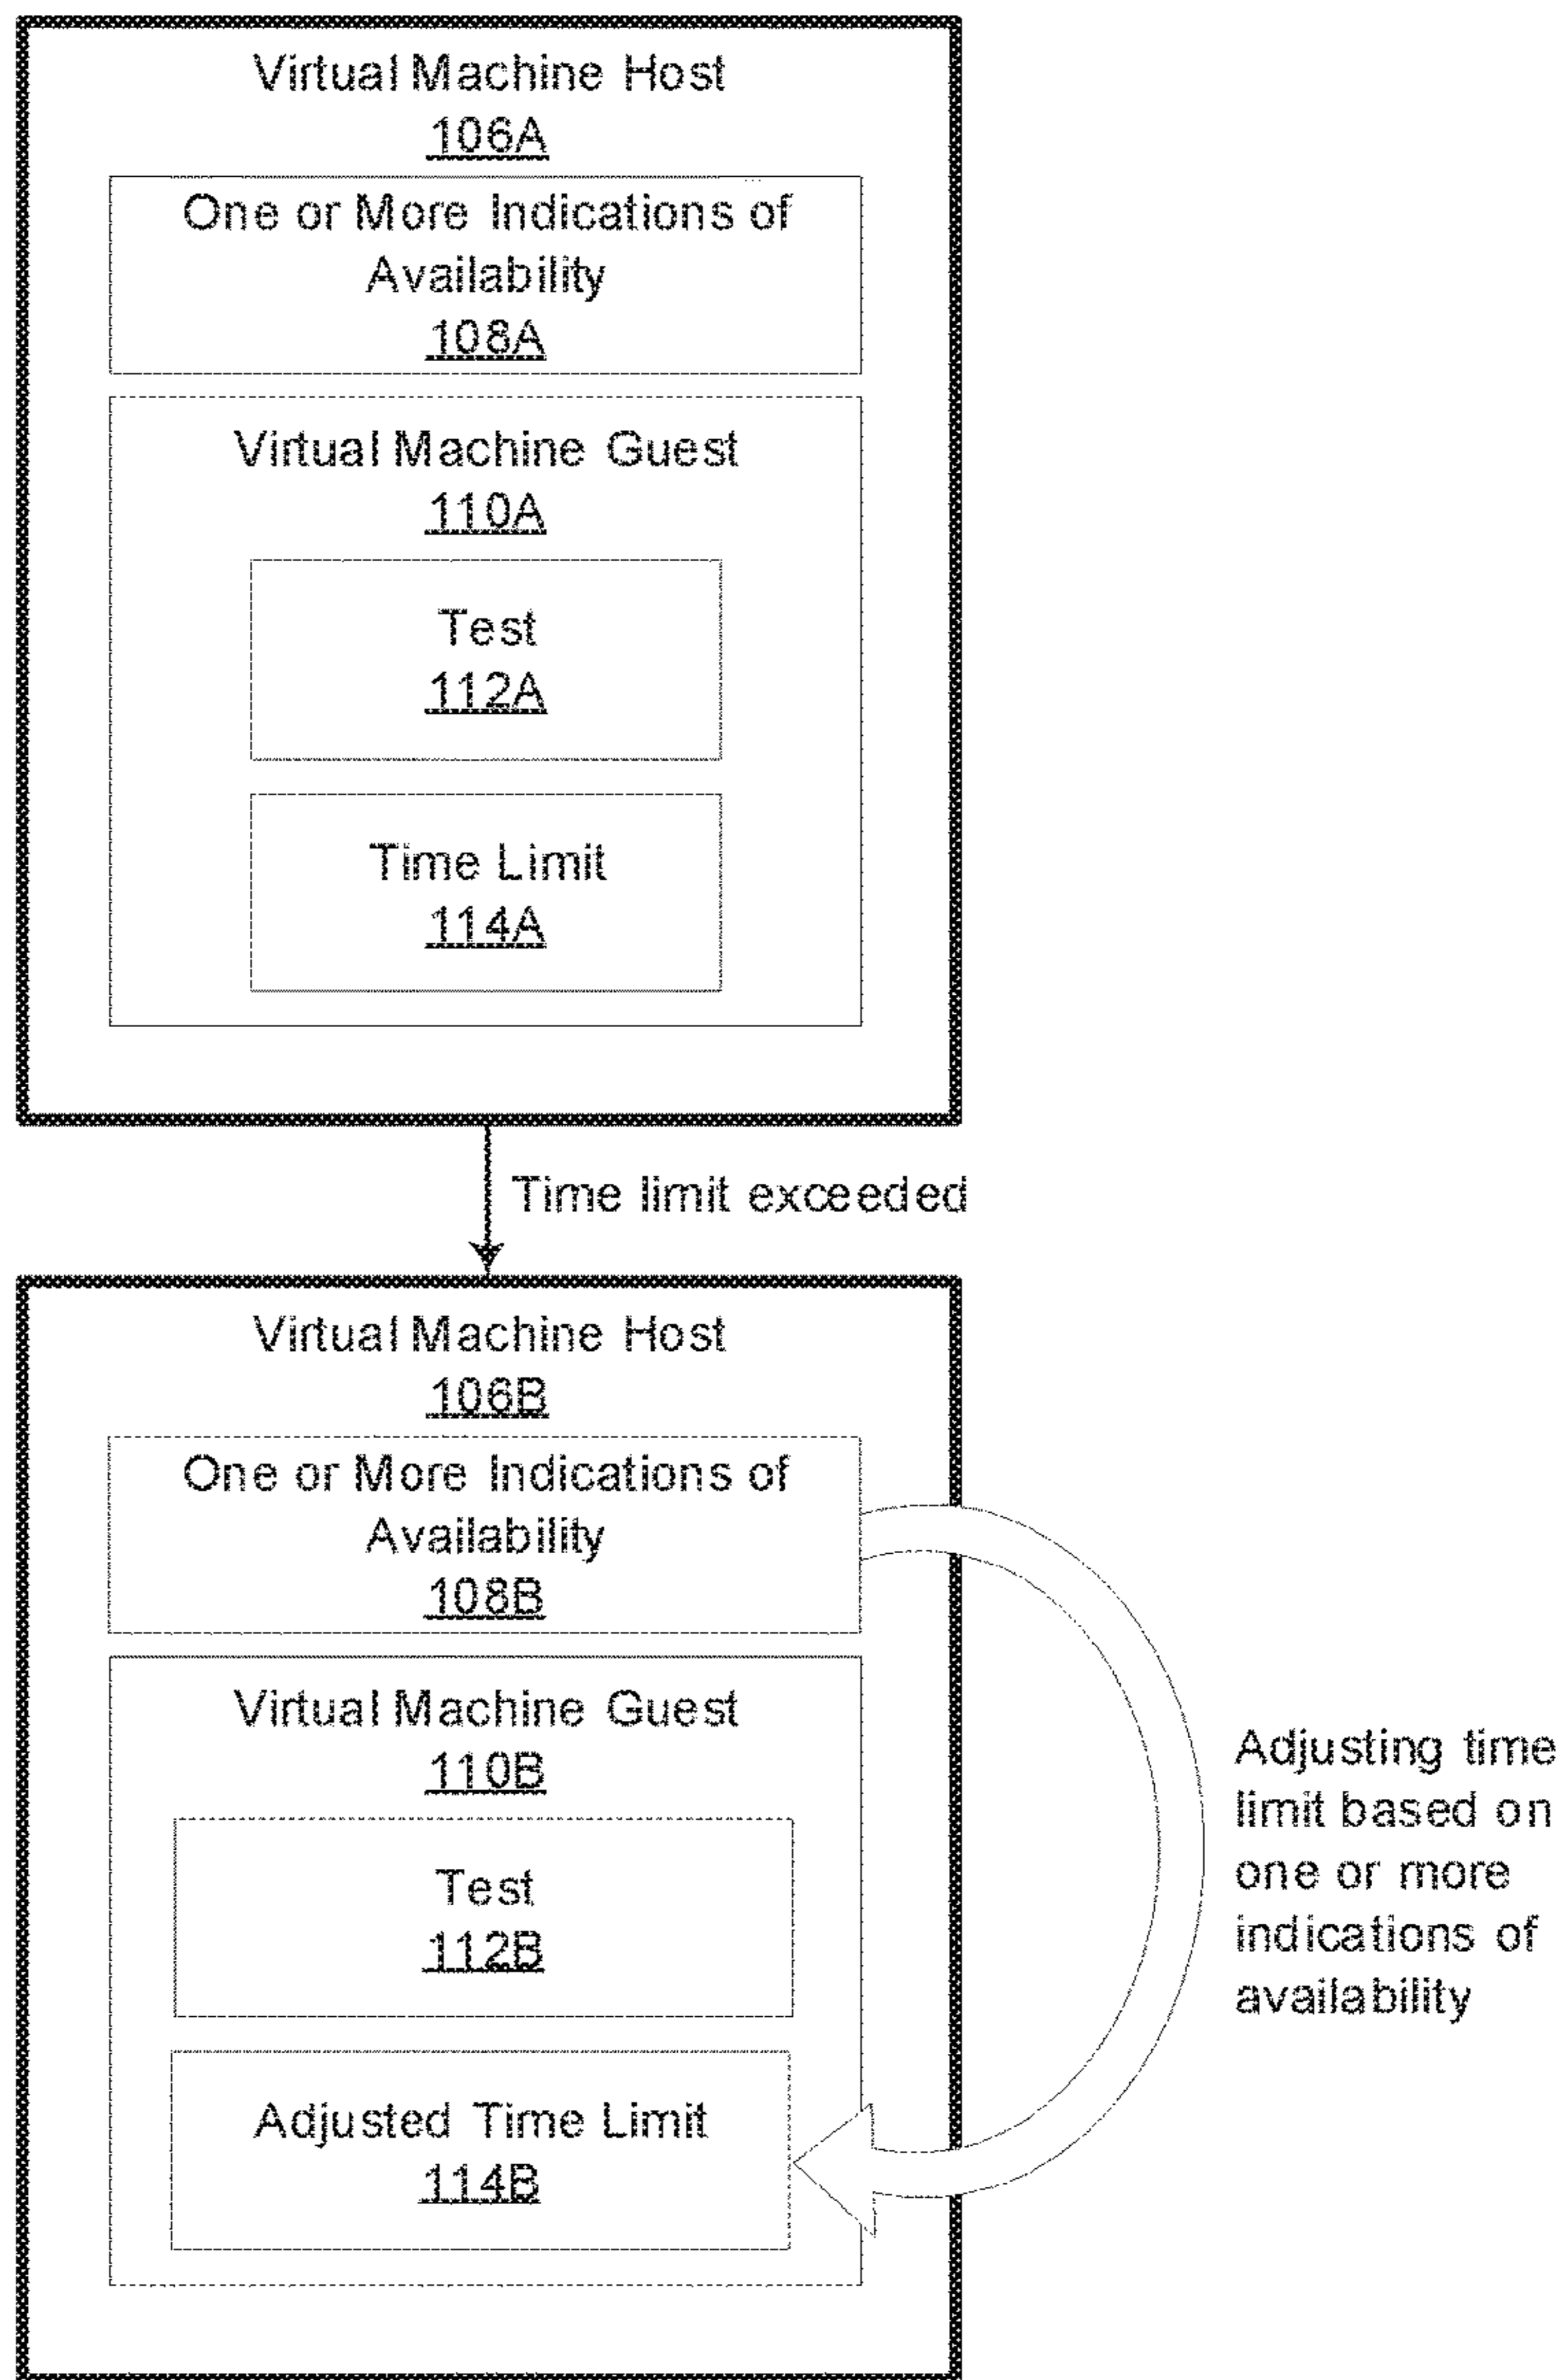 Virtual Machine Host
106A
One or More Indications of
Availability
108A
Virtual Machine Guest
110A
Test
112A
Time Limit
114A
Time limit exceeded
Virtual Machine Host
106B
One or More Indications of
Availability
108B
Virtual Machine Guest
110B
Test
112B
Adjusted Time Limit
114B
Adjusting time
limit based on
one or more
indications of
availability